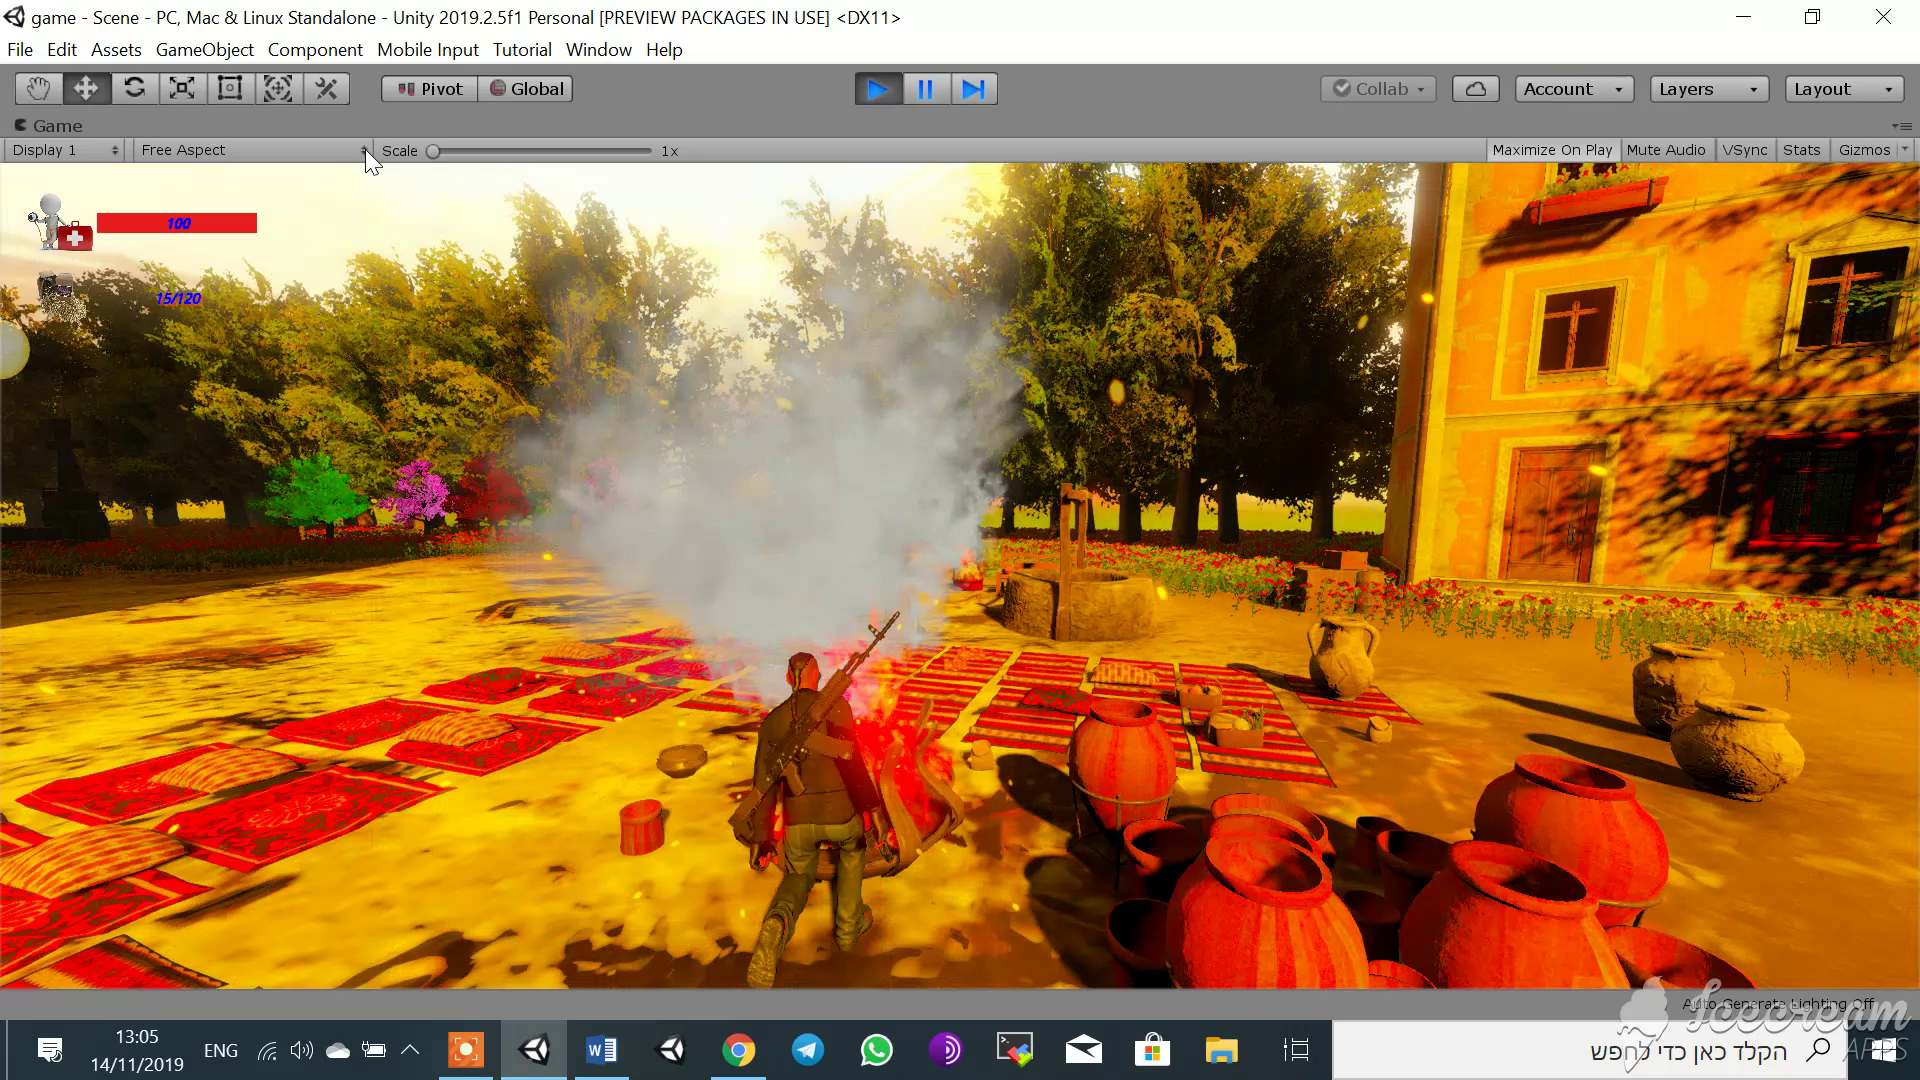 game - Scene - PC, Mac & Linux Standalone - Unity 2019.2.5f1 Personal [PREVIEW PACKAGES IN USE] <DX11>
File Edit Assets GameObject Component Mobile Input Tutorial Window Help
Pivot Global Collab Account Layers Layout
Game
Display 1 Free Aspect Scale 1x Maximize On Play Mute Audio VSync Stats Gizmos
100
15/120
Auto Generate Lighting Off
Icecream
APPS
13:05
14/11/2019
ENG
הקלד כאן כדי לחפש